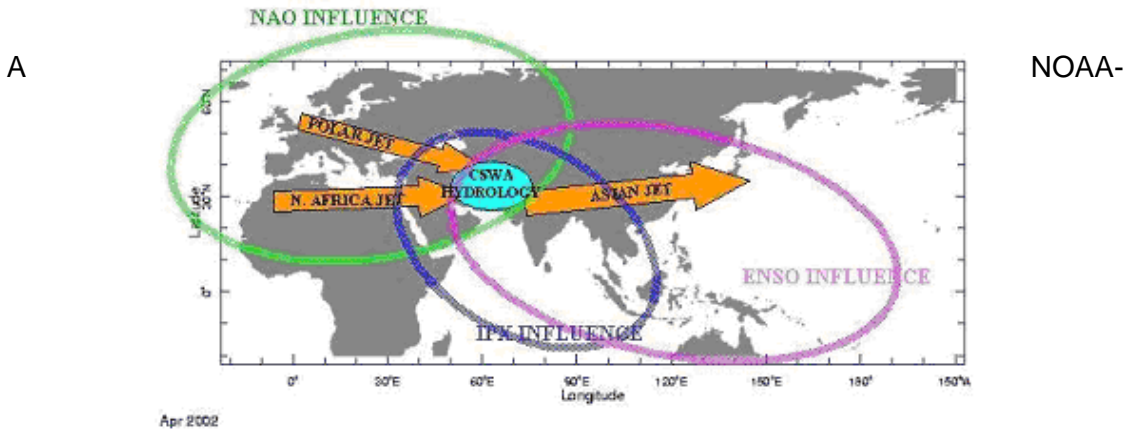 NAO INFLUENCE
A
NOAA-
60°N
POLAR JET
CSWA
HYDROLOGY
30°N
Latitude
N. AFRICA JET
ASIAN JET
ENSO INFLUENCE
0°
IPX INFLUENCE
0° 30°E 60°E 90°E 120°E 150°E 180°
Longitude
Apr 2002